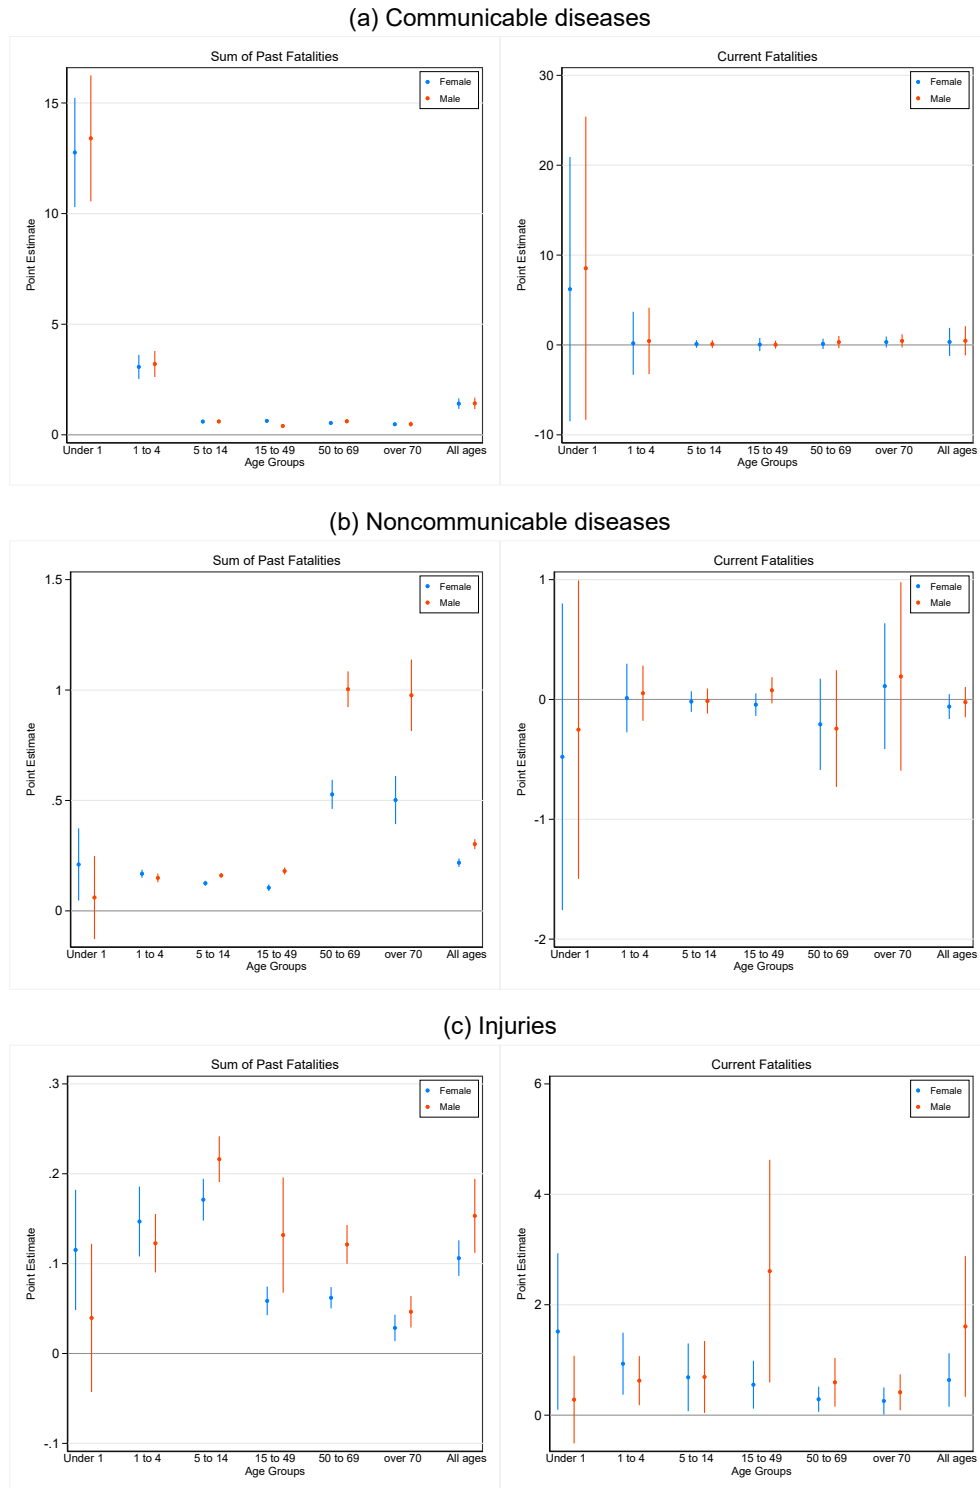 (a) Communicable diseases
Sum of Past Fatalities
Female
Male
15
10
5
0
Point Estimate
Under 1 1 to 4 5 to 14 15 to 49 50 to 69 over 70 All ages
Age Groups
Current Fatalities
Female
Male
30
20
10
0
-10
Point Estimate
Under 1 1 to 4 5 to 14 15 to 49 50 to 69 over 70 All ages
Age Groups
(b) Noncommunicable diseases
Sum of Past Fatalities
Female
Male
1.5
1
.5
0
Point Estimate
Under 1 1 to 4 5 to 14 15 to 49 50 to 69 over 70 All ages
Age Groups
Current Fatalities
Female
Male
1
0
-1
-2
Point Estimate
Under 1 1 to 4 5 to 14 15 to 49 50 to 69 over 70 All ages
Age Groups
(c) Injuries
Sum of Past Fatalities
Female
Male
.3
.2
.1
0
-.1
Point Estimate
Under 1 1 to 4 5 to 14 15 to 49 50 to 69 over 70 All ages
Age Groups
Current Fatalities
Female
Male
6
4
2
0
Point Estimate
Under 1 1 to 4 5 to 14 15 to 49 50 to 69 over 70 All ages
Age Groups